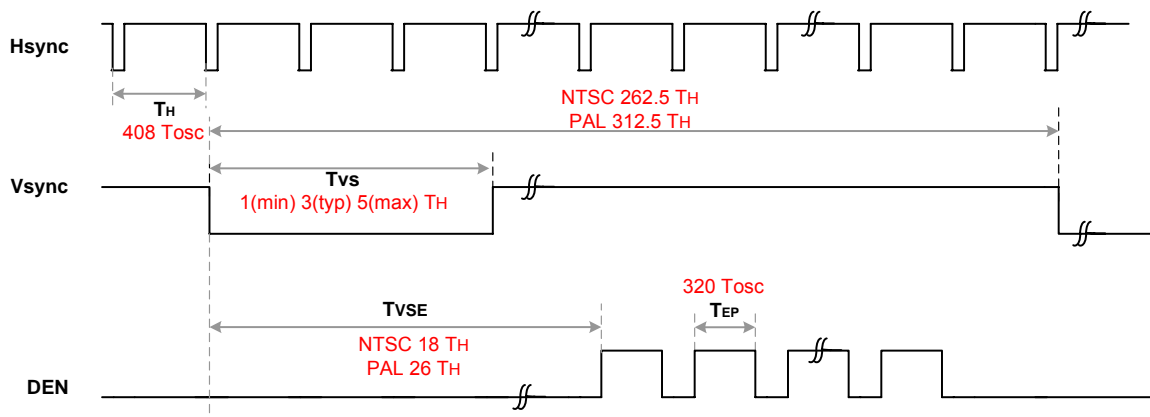 Hsync
TH
408 Tosc
NTSC 262.5 TH
PAL 312.5 TH
Vsync
TVS
1(min) 3(typ) 5(max) TH
320 Tosc
TVSE
TEP
NTSC 18 TH
PAL 26 TH
DEN